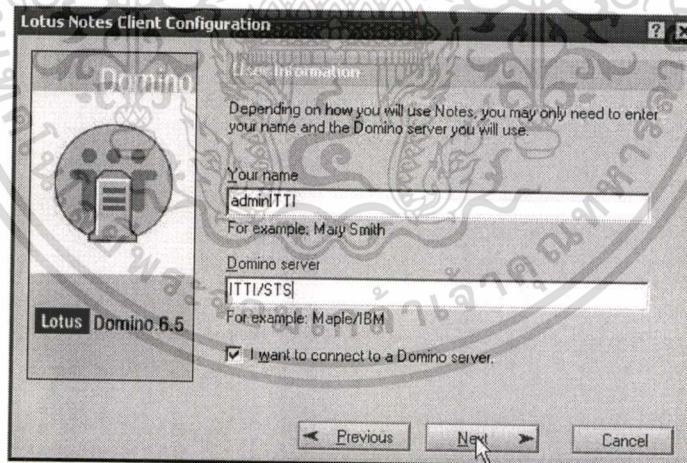 Lotus Notes Client Configuration
Domino
User Information
Depending on how you will use Notes, you may only need to enter
your name and the Domino server you will use.
Your name
adminITTI
For example: Mary Smith
Domino server
ITTI/STS
For example: Maple/IBM
I want to connect to a Domino server.
Lotus Domino 6.5
Previous
Next
Cancel